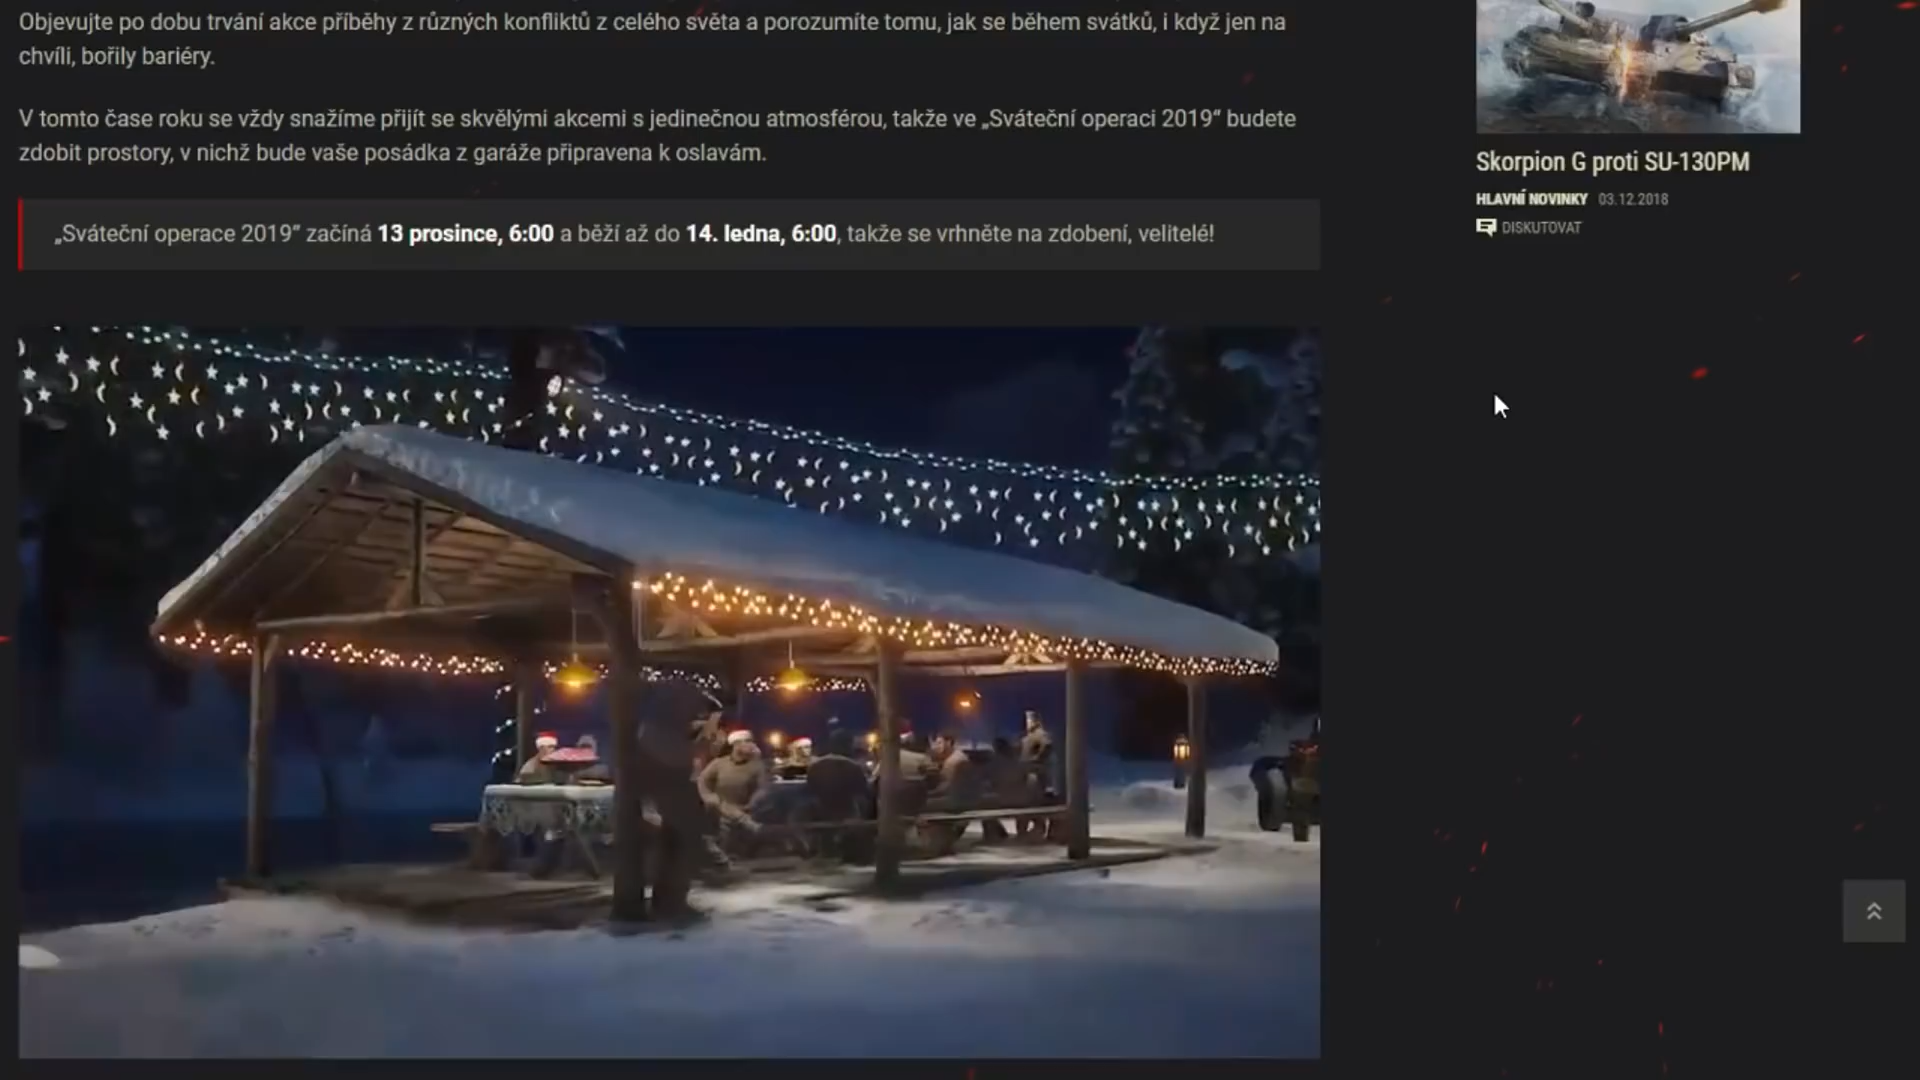 Objevujte po dobu trvání akce příběhy z různých konfliktů z celého světa a porozumíte tomu, jak se během svátků, i když jen na
chvíli, bořily bariéry.
V tomto čase roku se vždy snažíme přijít se skvělými akcemi s jedinečnou atmosférou, takže ve „Sváteční operaci 2019“ budete
zdobit prostory, v nichž bude vaše posádka z garáže připravena k oslavám.
„Sváteční operace 2019“ začíná 13 prosince, 6:00 a běží až do 14. ledna, 6:00, takže se vrhněte na zdobení, velitelé!
Skorpion G proti SU-130PM
HLAVNÍ NOVINKY 03.12.2018
DISKUTOVAT